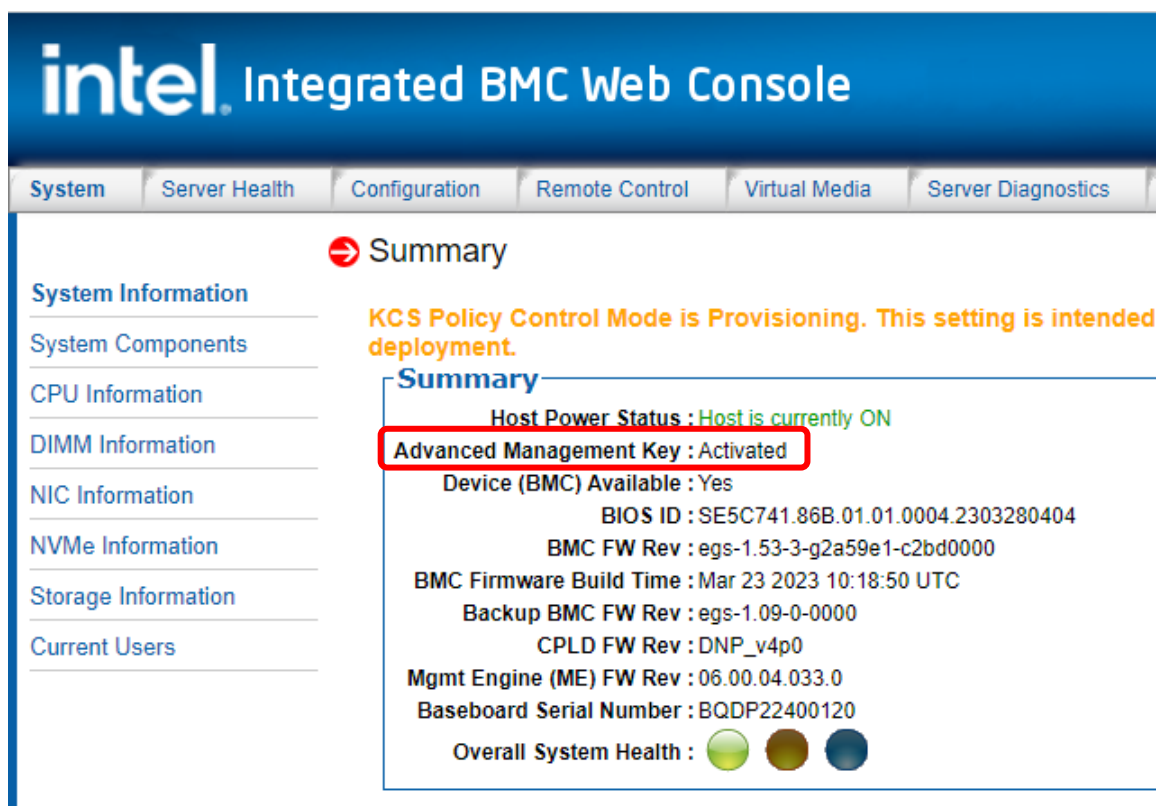 intel. Integrated BMC Web Console
System Server Health Configuration Remote Control Virtual Media Server Diagnostics
System Information
System Components
CPU Information
DIMM Information
NIC Information
NVMe Information
Storage Information
Current Users
Summary
KCS Policy Control Mode is Provisioning. This setting is intended
deployment.
Summary
Host Power Status : Host is currently ON
Advanced Management Key : Activated
Device (BMC) Available : Yes
BIOS ID : SE5C741.86B.01.01.0004.2303280404
BMC FW Rev : egs-1.53-3-g2a59e1-c2bd0000
BMC Firmware Build Time : Mar 23 2023 10:18:50 UTC
Backup BMC FW Rev : egs-1.09-0-0000
CPLD FW Rev : DNP_v4p0
Mgmt Engine (ME) FW Rev : 06.00.04.033.0
Baseboard Serial Number : BQDP22400120
Overall System Health :